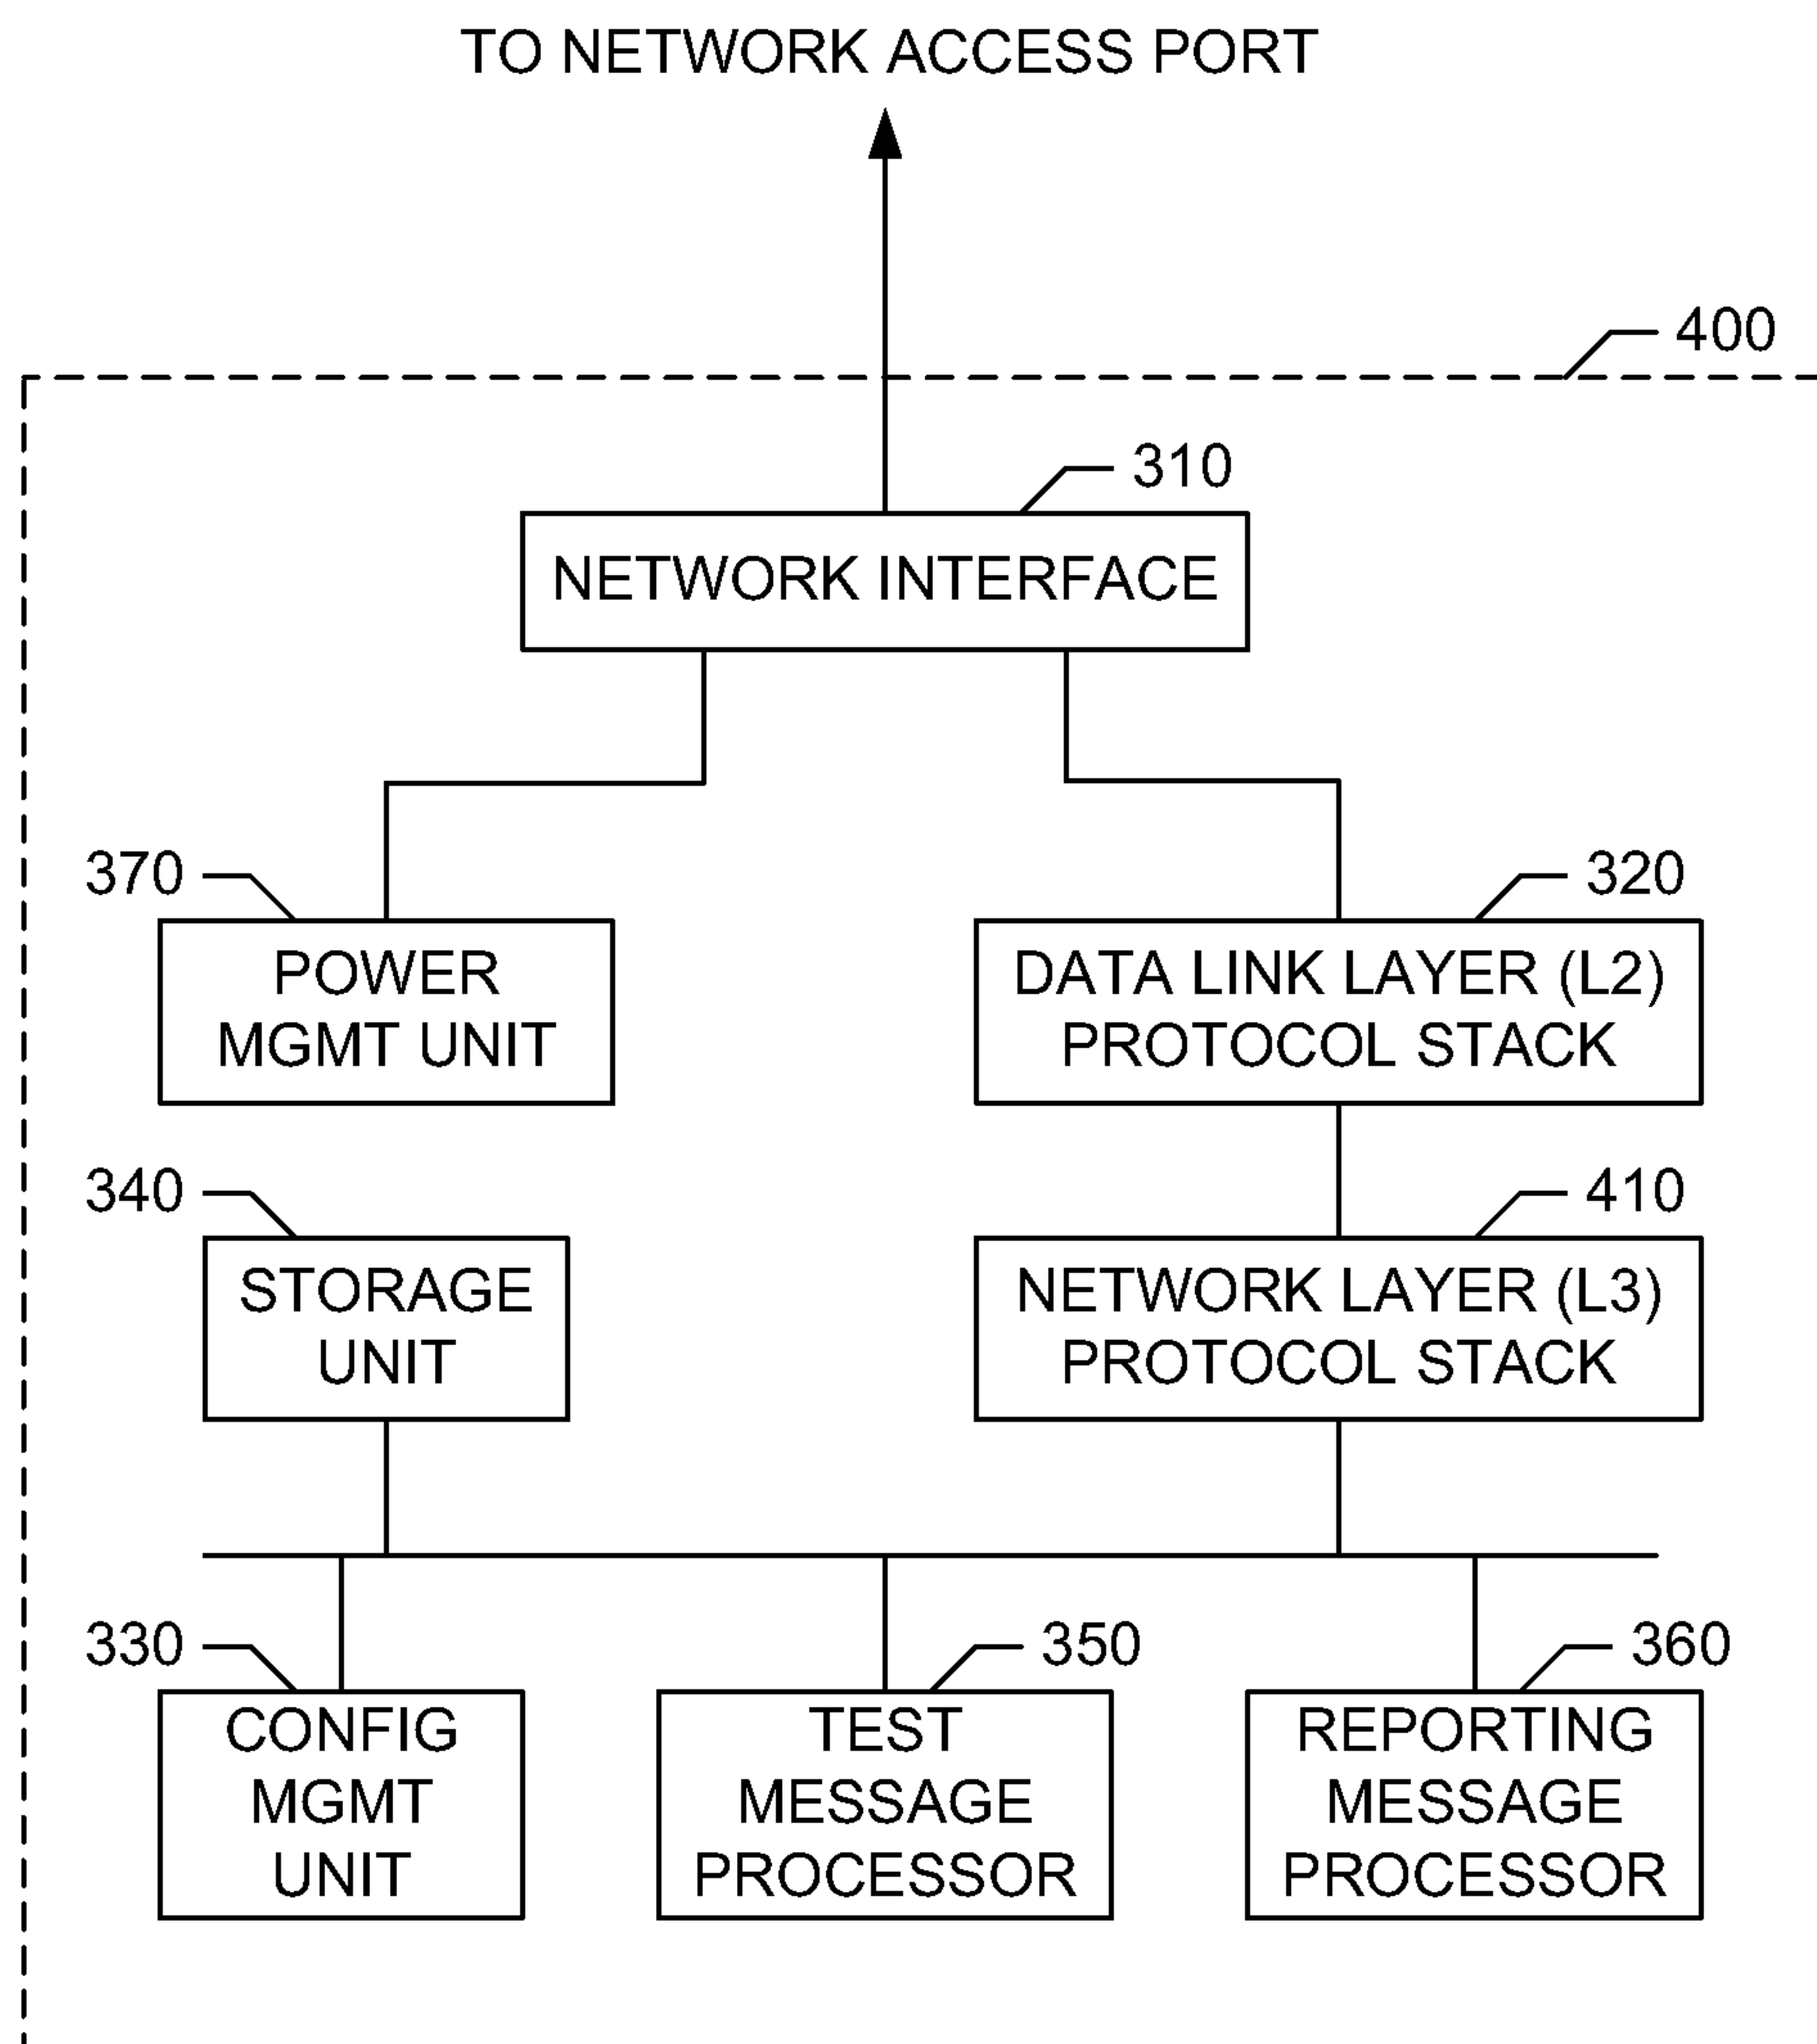 TO NETWORK ACCESS PORT
400
310
NETWORK INTERFACE
370
320
POWER
MGMT UNIT
DATA LINK LAYER (L2)
PROTOCOL STACK
340
410
STORAGE
UNIT
NETWORK LAYER (L3)
PROTOCOL STACK
330
350
360
CONFIG
MGMT
UNIT
TEST
MESSAGE
PROCESSOR
REPORTING
MESSAGE
PROCESSOR